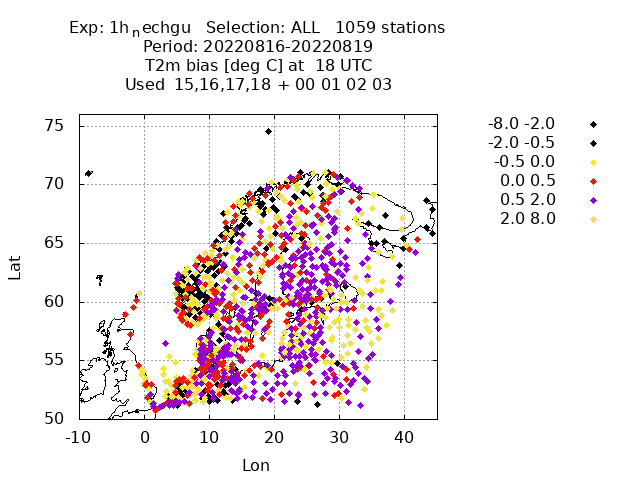 Exp: 1h nechgu   Selection: ALL   1059 stations
Period: 20220816-20220819
T2m bias [deg C] at  18 UTC
Used  15,16,17,18 + 00 01 02 03
-8.0 -2.0
-2.0 -0.5
-0.5 0.0
0.0 0.5
0.5 2.0
2.0 8.0
75
70
65
60
55
50
Lat
-10 0 10 20 30 40
Lon